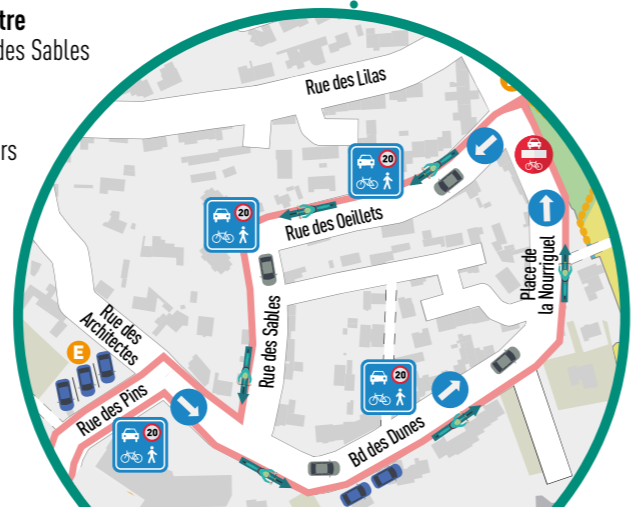 tre
des Sables
rs
Rue des Lilas
20
20
Rue des Oeillets
Place de
la Nourriguel
Rue des Sables
Rue des
Architectes
E
20
Rue des Pins
20
Bd des Dunes